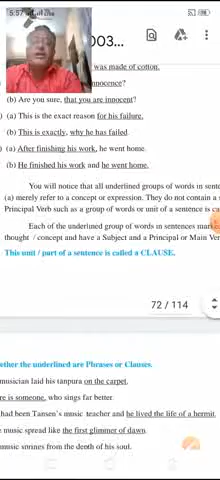 5:57
003...
was made of cotton.
innocence?
(b) Are you sure, that you are innocent?
) (a) This is the exact reason for his failure.
(b) This is exactly, why he has failed.
) (a) After finishing his work, he went home.
(b) He finished his work and he went home.
You will notice that all underlined groups of words in sente
(a) merely refer to a concept or expression. They do not contain a
Principal Verb such as a group of words or unit of a sentence is ca
Each of the underlined group of words in sentences mark
thought / concept and have a Subject and a Principal or Main Ver
This unit / part of a sentence is called a CLAUSE.
72 / 114
ether the underlined are Phrases or Clauses.
musician laid his tanpura on the carpet.
re is someone, who sings far better.
had been Tansen's music teacher and he lived the life of a hermit.
music spread like the first glimmer of dawn.
music springs from the depth of his soul.